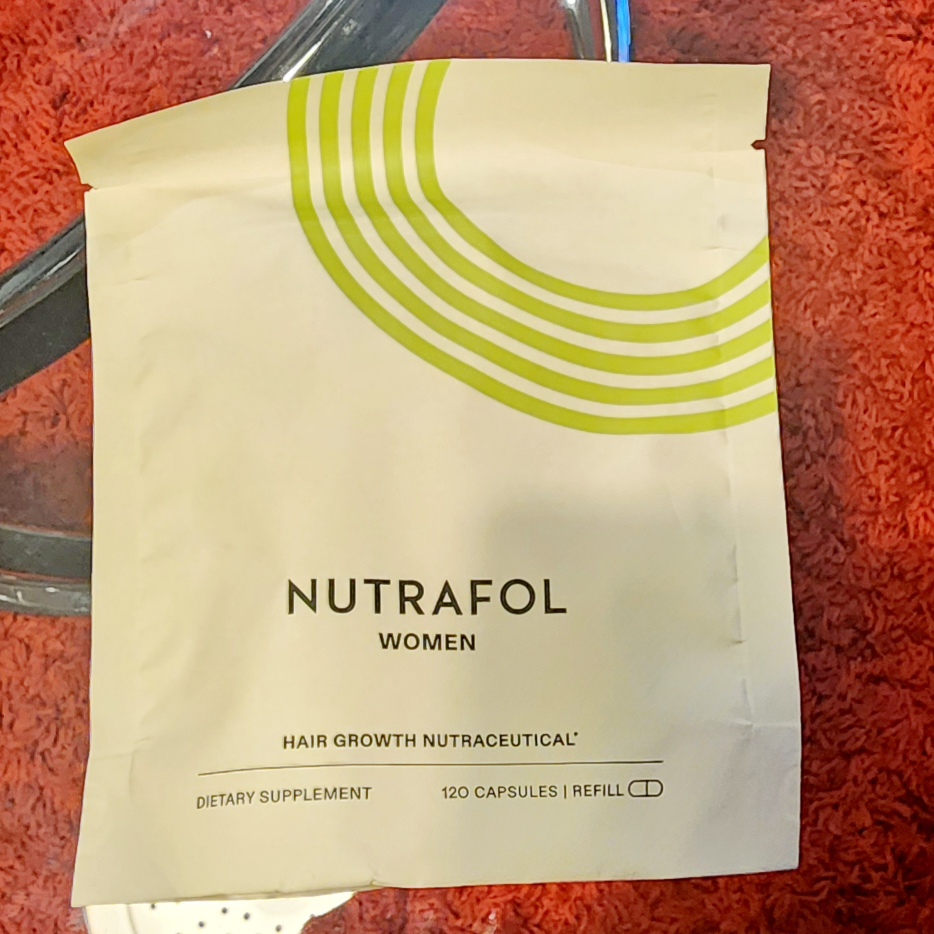 NUTRAFOL
WOMEN
HAIR GROWTH NUTRACEUTICAL*
DIETARY SUPPLEMENT
120 CAPSULES | REFILL